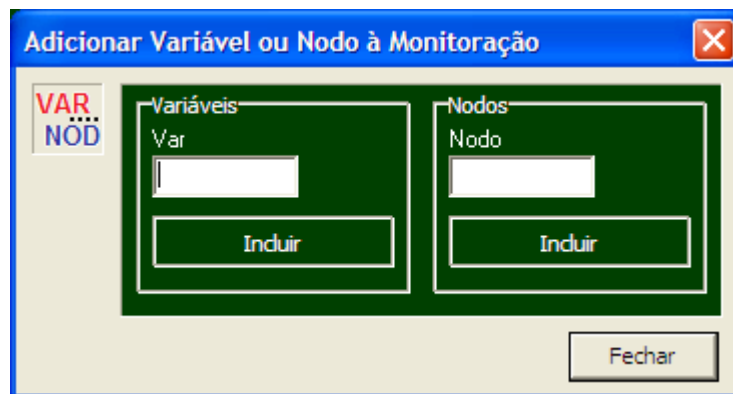 Adicionar Variável ou Nodo à Monitoração
VAR
NOD
Variáveis
Var
Incluir
Nodos
Nodo
Incluir
Fechar